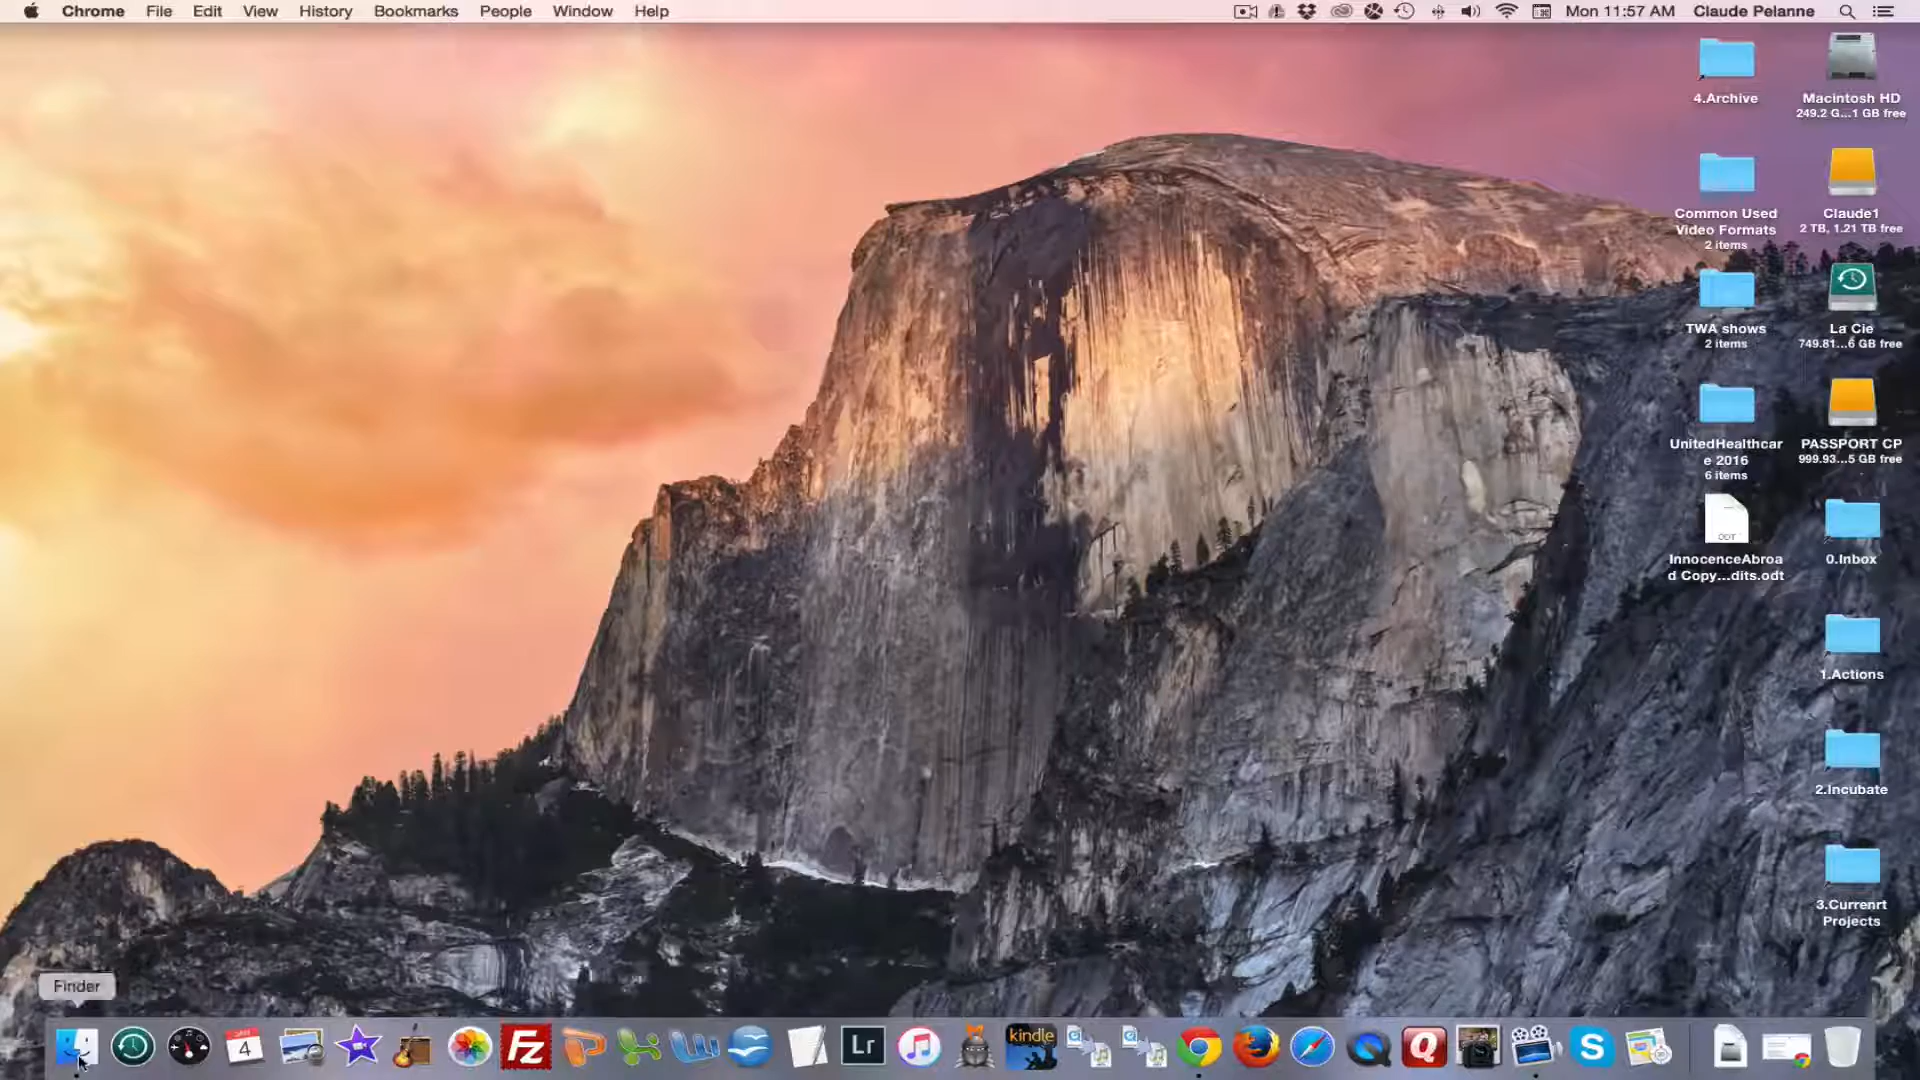 Chrome File Edit View History Bookmarks People Window Help
Mon 11:57 AM Claude Pelanne
4.Archive
Macintosh HD
249.2 G...1 GB free
Common Used
Video Formats
2 items
Claude1
2 TB, 1.21 TB free
TWA shows
2 items
La Cie
749.81...6 GB free
UnitedHealthcar
e 2016
6 items
PASSPORT CP
999.93...5 GB free
ODT
InnocenceAbroa
d Copy...dits.odt
0.Inbox
1.Actions
2.Incubate
3.Currenrt
Projects
Finder
JAN
4
Fz
Lr
kindle
Q
S